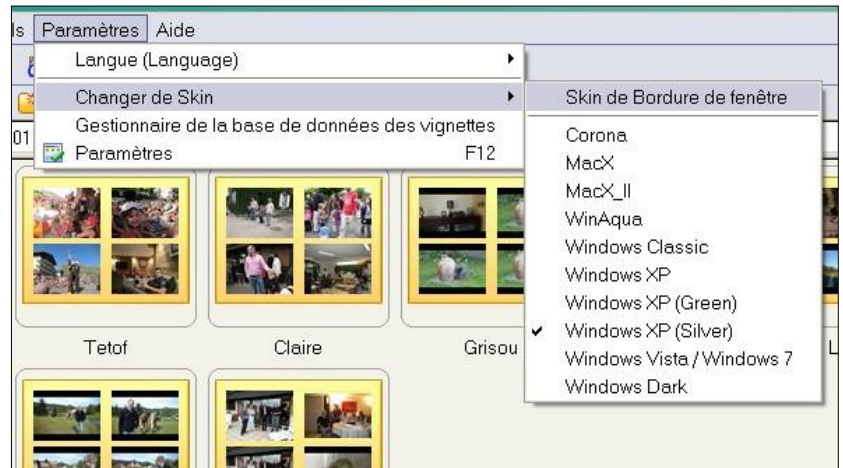 ls Paramètres Aide
Langue (Language)
Changer de Skin
Gestionnaire de la base de données des vignettes
Paramètres F12
Skin de Bordure de fenêtre
Corona
MacX
MacX_II
WinAqua
Windows Classic
Windows XP
Windows XP (Green)
Windows XP (Silver)
Windows Vista / Windows 7
Windows Dark
01
Tetof Claire Grisou L